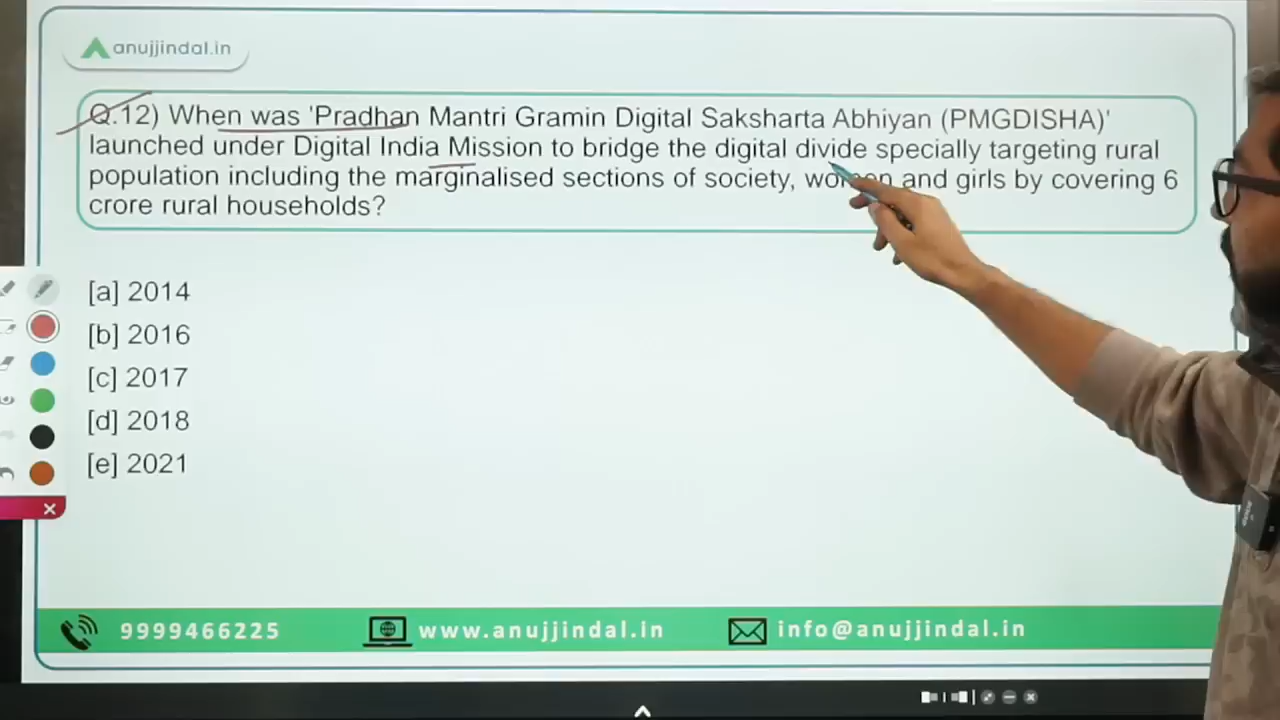 anujjindal.in
Q.12) When was 'Pradhan Mantri Gramin Digital Saksharta Abhiyan (PMGDISHA)'
launched under Digital India Mission to bridge the digital divide specially targeting rural
population including the marginalised sections of society, women and girls by covering 6
crore rural households?
[a] 2014
[b] 2016
[c] 2017
[d] 2018
[e] 2021
9999466225 www.anujjindal.in info@anujjindal.in